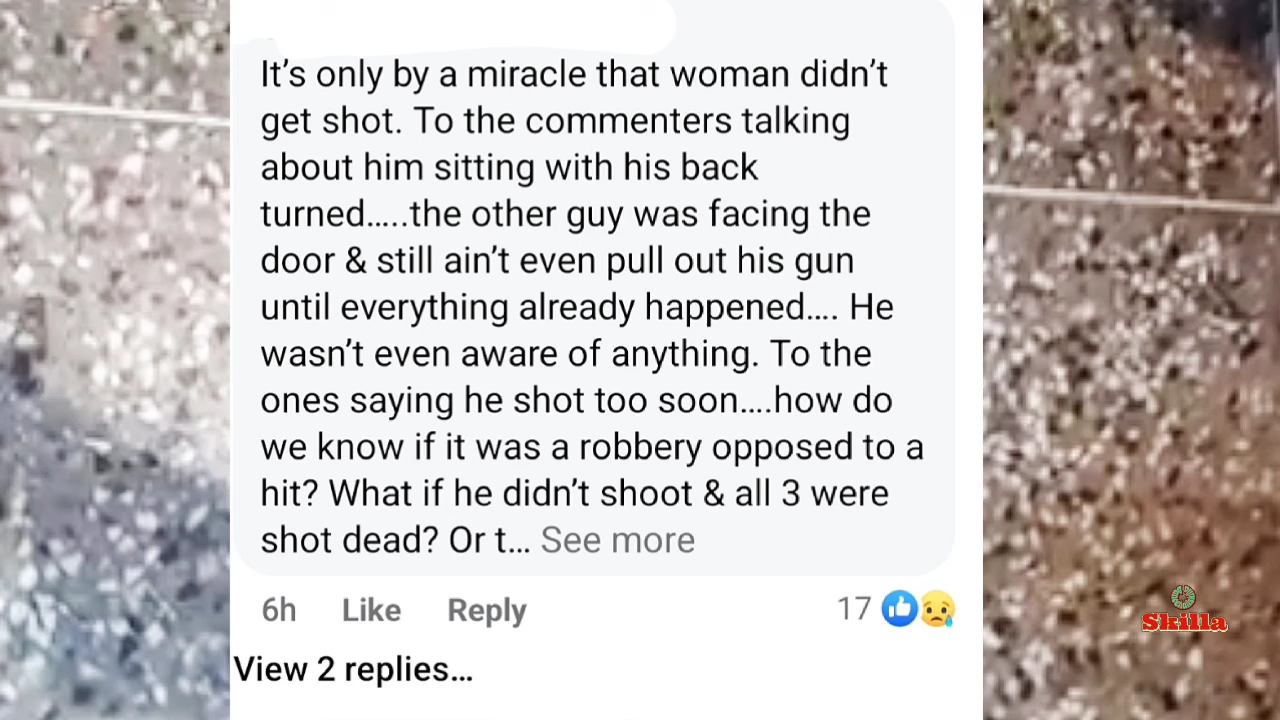 It’s only by a miracle that woman didn’t
get shot. To the commenters talking
about him sitting with his back
turned.....the other guy was facing the
door & still ain’t even pull out his gun
until everything already happened.... He
wasn’t even aware of anything. To the
ones saying he shot too soon....how do
we know if it was a robbery opposed to a
hit? What if he didn’t shoot & all 3 were
shot dead? Or t... See more
6h Like Reply 17
View 2 replies...
Skilla